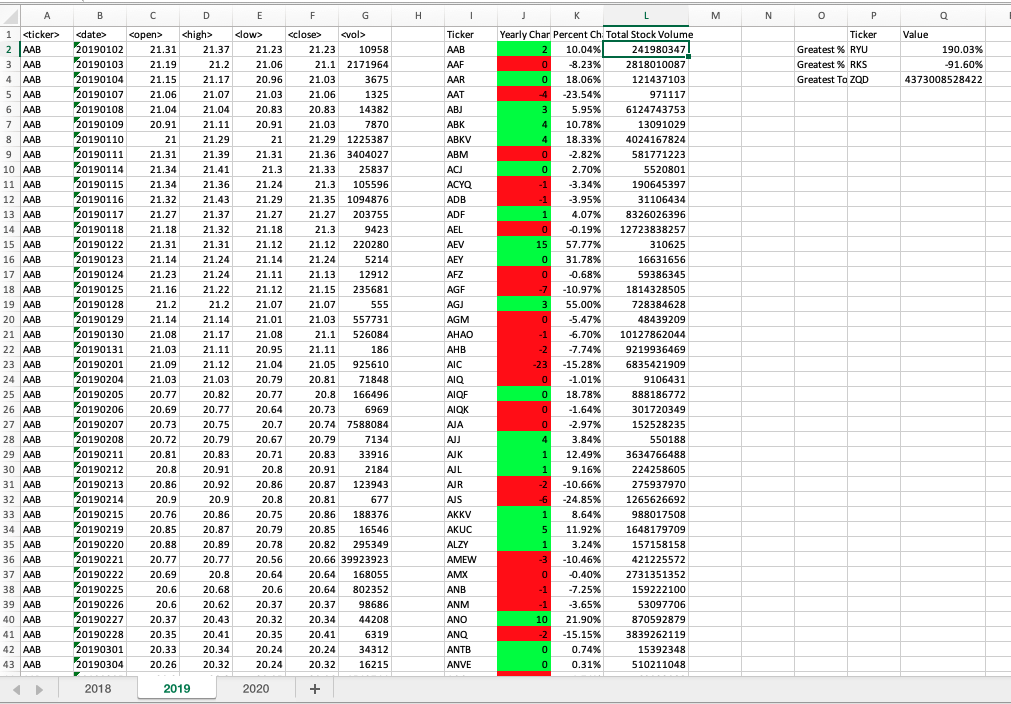 A B C D E F G H I J K L M N O P Q
1 <ticker> <date> <open> <high> <low> <close> <vol> Ticker Yearly Chan Percent Ch Total Stock Volume Ticker Value
2 AAB 20190102 21.31 21.37 21.23 21.23 10958 AAB 2 10.04% 241980347 Greatest % RYU 190.03%
3 AAB 20190103 21.19 21.2 21.06 21.1 2171964 AAF 0 -8.23% 2818010087 Greatest % RKS -91.60%
4 AAB 20190104 21.15 21.17 20.96 21.03 3675 AAR 0 18.06% 121437103 Greatest To ZQD 4373008528422
5 AAB 20190107 21.06 21.07 21.03 21.06 1325 AAT -4 -23.54% 971117
6 AAB 20190108 21.04 21.04 20.83 20.83 14382 ABJ 3 5.95% 6124743753
7 AAB 20190109 20.91 21.11 20.91 21.03 7870 ABK 4 10.78% 13091029
8 AAB 20190110 21 21.29 21 21.29 1225387 ABKV 4 18.33% 4024167824
9 AAB 20190111 21.31 21.39 21.31 21.36 3404027 ABM 0 -2.82% 581771223
10 AAB 20190114 21.34 21.41 21.3 21.33 25837 ACJ 0 2.70% 5520801
11 AAB 20190115 21.34 21.36 21.24 21.3 105596 ACYQ -1 -3.34% 190645397
12 AAB 20190116 21.32 21.43 21.29 21.35 1094876 ADB -1 -3.95% 31106434
13 AAB 20190117 21.27 21.37 21.27 21.27 203755 ADF 1 4.07% 8326026396
14 AAB 20190118 21.18 21.32 21.18 21.3 9423 AEL 0 -0.19% 12723838257
15 AAB 20190122 21.31 21.31 21.12 21.12 220280 AEV 15 57.77% 310625
16 AAB 20190123 21.14 21.24 21.14 21.24 5214 AEY 0 31.78% 16631656
17 AAB 20190124 21.23 21.24 21.11 21.13 12912 AFZ 0 -0.68% 59386345
18 AAB 20190125 21.16 21.22 21.12 21.15 235681 AGF -7 -10.97% 1814328505
19 AAB 20190128 21.2 21.2 21.07 21.07 555 AGJ 3 55.00% 728384628
20 AAB 20190129 21.14 21.14 21.01 21.03 557731 AGM 0 -5.47% 48439209
21 AAB 20190130 21.08 21.17 21.08 21.1 526084 AHAO -1 -6.70% 10127862044
22 AAB 20190131 21.03 21.11 20.95 21.11 186 AHB -2 -7.74% 9219936469
23 AAB 20190201 21.09 21.12 21.04 21.05 925610 AIC -23 -15.28% 6835421909
24 AAB 20190204 21.03 21.03 20.79 20.81 71848 AIQ 0 -1.01% 9106431
25 AAB 20190205 20.77 20.82 20.77 20.8 166496 AIQF 0 18.78% 888186772
26 AAB 20190206 20.69 20.77 20.64 20.73 6969 AIQK 0 -1.64% 301720349
27 AAB 20190207 20.73 20.75 20.7 20.74 7588084 AJA 0 -2.97% 152528235
28 AAB 20190208 20.72 20.79 20.67 20.79 7134 AJJ 4 3.84% 550188
29 AAB 20190211 20.81 20.83 20.71 20.83 33916 AJK 1 12.49% 3634766488
30 AAB 20190212 20.8 20.91 20.8 20.91 2184 AJL 1 9.16% 224258605
31 AAB 20190213 20.86 20.92 20.86 20.87 123943 AJR -2 -10.66% 275937970
32 AAB 20190214 20.9 20.9 20.8 20.81 677 AJS -6 -24.85% 1265626692
33 AAB 20190215 20.76 20.86 20.75 20.86 188376 AKKV 1 8.64% 988017508
34 AAB 20190219 20.85 20.87 20.79 20.85 16546 AKUC 5 11.92% 1648179709
35 AAB 20190220 20.88 20.89 20.78 20.82 295349 ALZY 1 3.24% 157158158
36 AAB 20190221 20.77 20.77 20.56 20.66 39923923 AMEW -3 -10.46% 421225572
37 AAB 20190222 20.69 20.8 20.64 20.64 168055 AMX 0 -0.40% 2731351352
38 AAB 20190225 20.6 20.68 20.6 20.64 802352 ANB -1 -7.25% 159222100
39 AAB 20190226 20.6 20.62 20.37 20.37 98686 ANM -1 -3.65% 53097706
40 AAB 20190227 20.37 20.43 20.32 20.34 44208 ANO 10 21.90% 870592879
41 AAB 20190228 20.35 20.41 20.35 20.41 6319 ANQ -2 -15.15% 3839262119
42 AAB 20190301 20.33 20.34 20.24 20.24 34312 ANTB 0 0.74% 15392348
43 AAB 20190304 20.26 20.32 20.24 20.32 16215 ANVE 0 0.31% 510211048
2018 2019 2020 +